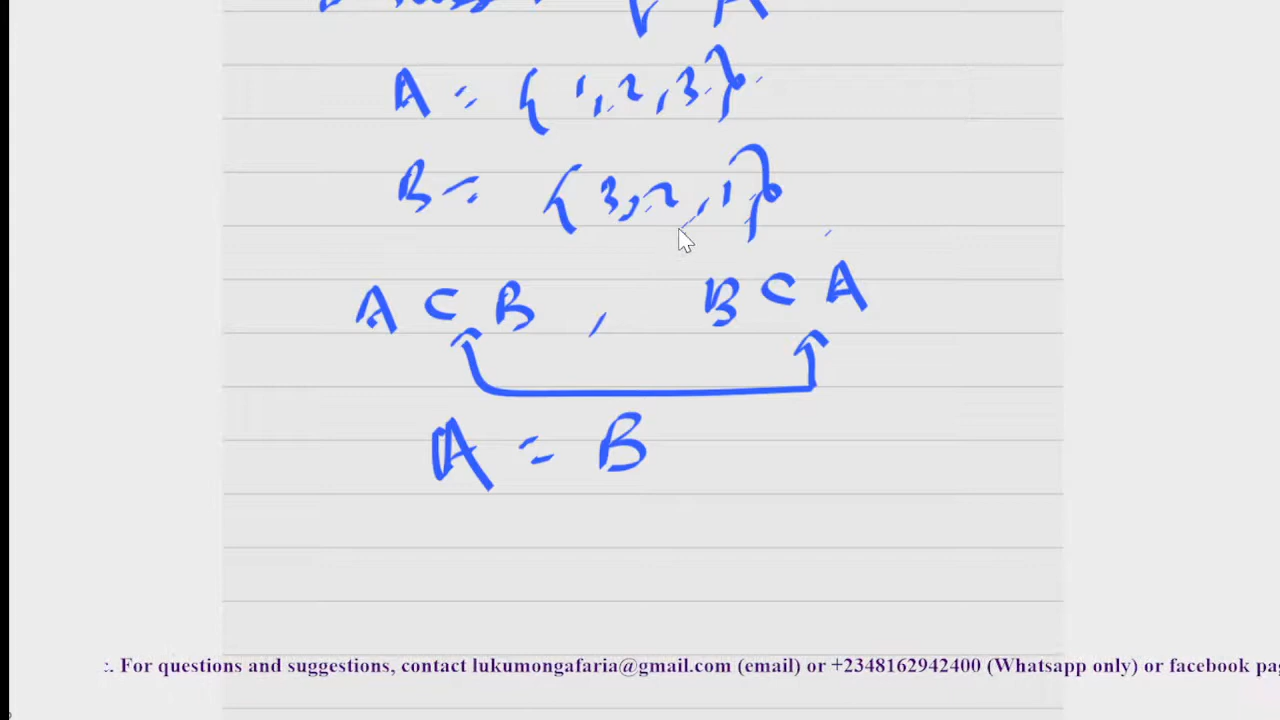 A
A = { 1, 2, 3 }
B = { 3, 2, 1 }
A ⊂ B , B ⊂ A
A = B
:. For questions and suggestions, contact lukumongafaria@gmail.com (email) or +2348162942400 (Whatsapp only) or facebook pag